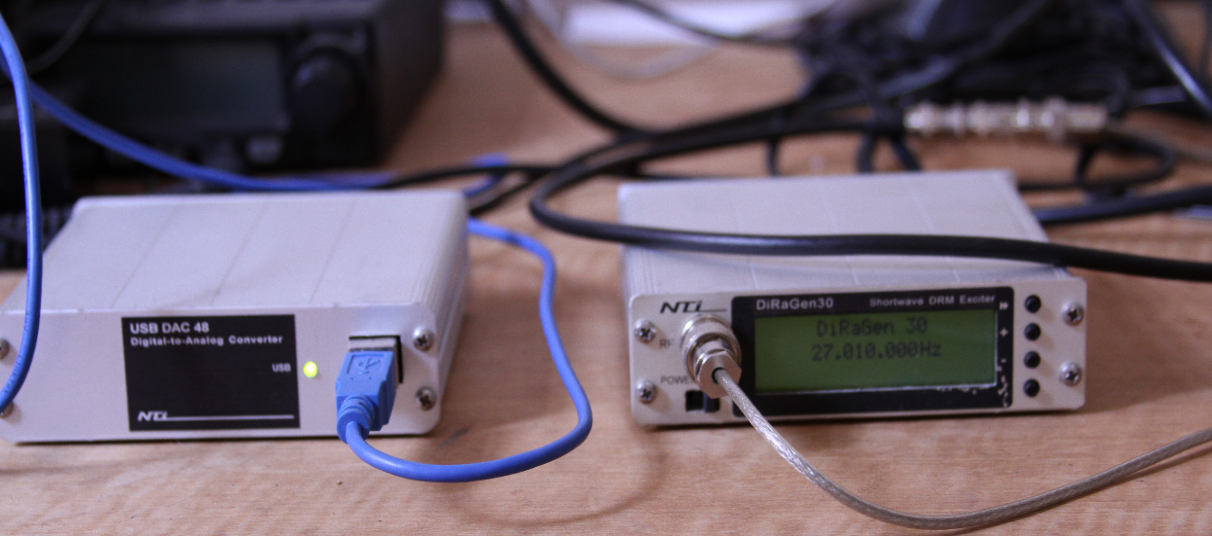 USB DAC 48
Digital-to-Analog Converter
USB
NTi
NTi
DiRaGen30 Shortwave DRM Exciter
RF
POWER
DiRaGen 30
27.010.000Hz